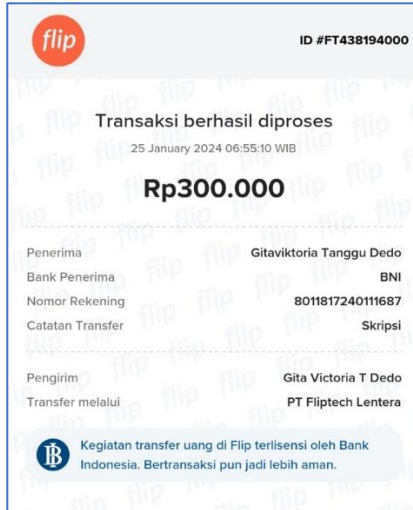 flip
ID #FT438194000
Transaksi berhasil diproses
25 January 2024 06:55:10 WIB
Rp300.000
Penerima Gitaviktoria Tanggu Dedo
Bank Penerima BNI
Nomor Rekening 8011817240111687
Catatan Transfer Skripsi
Pengirim Gita Victoria T Dedo
Transfer melalui PT Fliptech Lentera
Kegiatan transfer uang di Flip terlisensi oleh Bank
Indonesia. Bertransaksi pun jadi lebih aman.